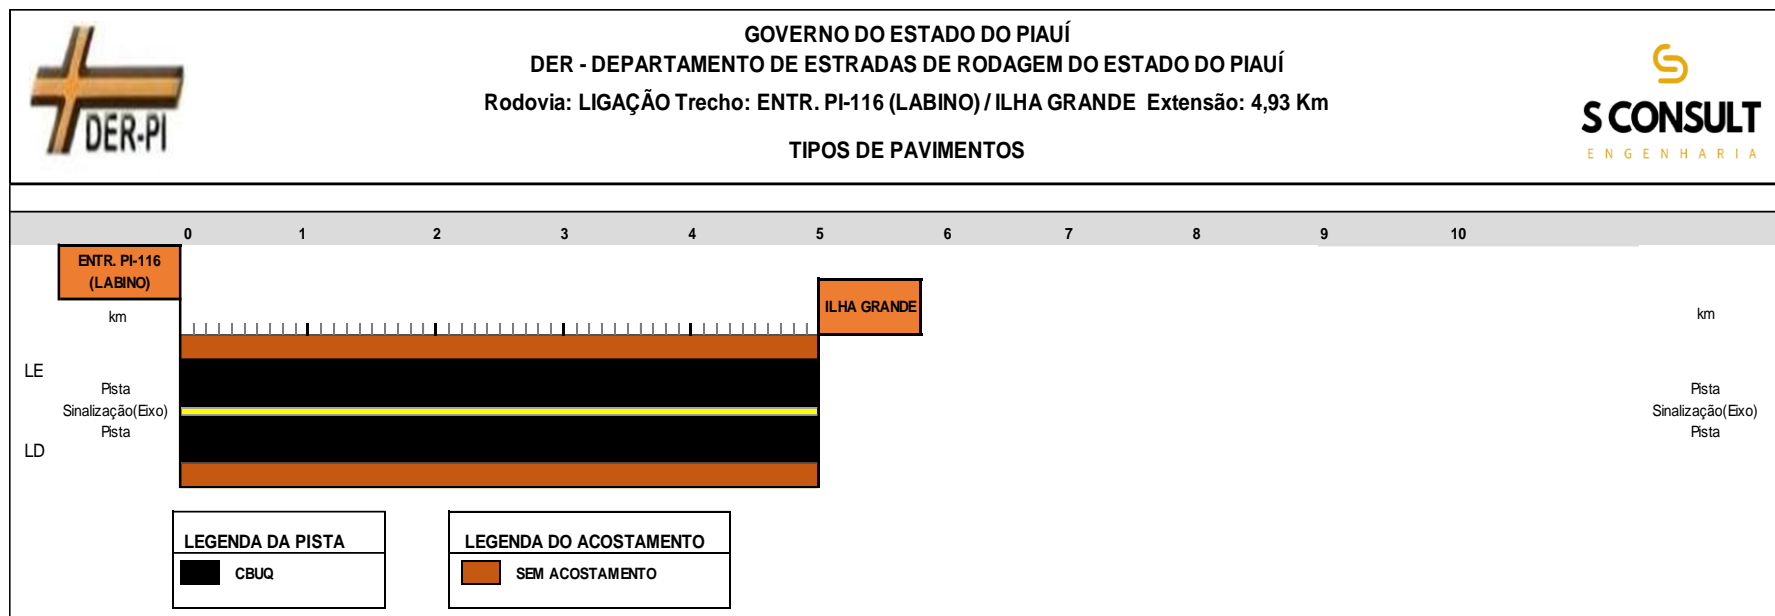 DER-PI
GOVERNO DO ESTADO DO PIAUÍ
DER - DEPARTAMENTO DE ESTRADAS DE RODAGEM DO ESTADO DO PIAUÍ
Rodovia: LIGAÇÃO Trecho: ENTR. PI-116 (LABINO) / ILHA GRANDE Extensão: 4,93 Km
TIPOS DE PAVIMENTOS
S CONSULT
ENGENHARIA
0 1 2 3 4 5 6 7 8 9 10
ENTR. PI-116
(LABINO)
ILHA GRANDE
km km
LE
Pista Pista
Sinalização(Eixo) Sinalização(Eixo)
Pista Pista
LD
LEGENDA DA PISTA
CBUQ
LEGENDA DO ACOSTAMENTO
SEM ACOSTAMENTO